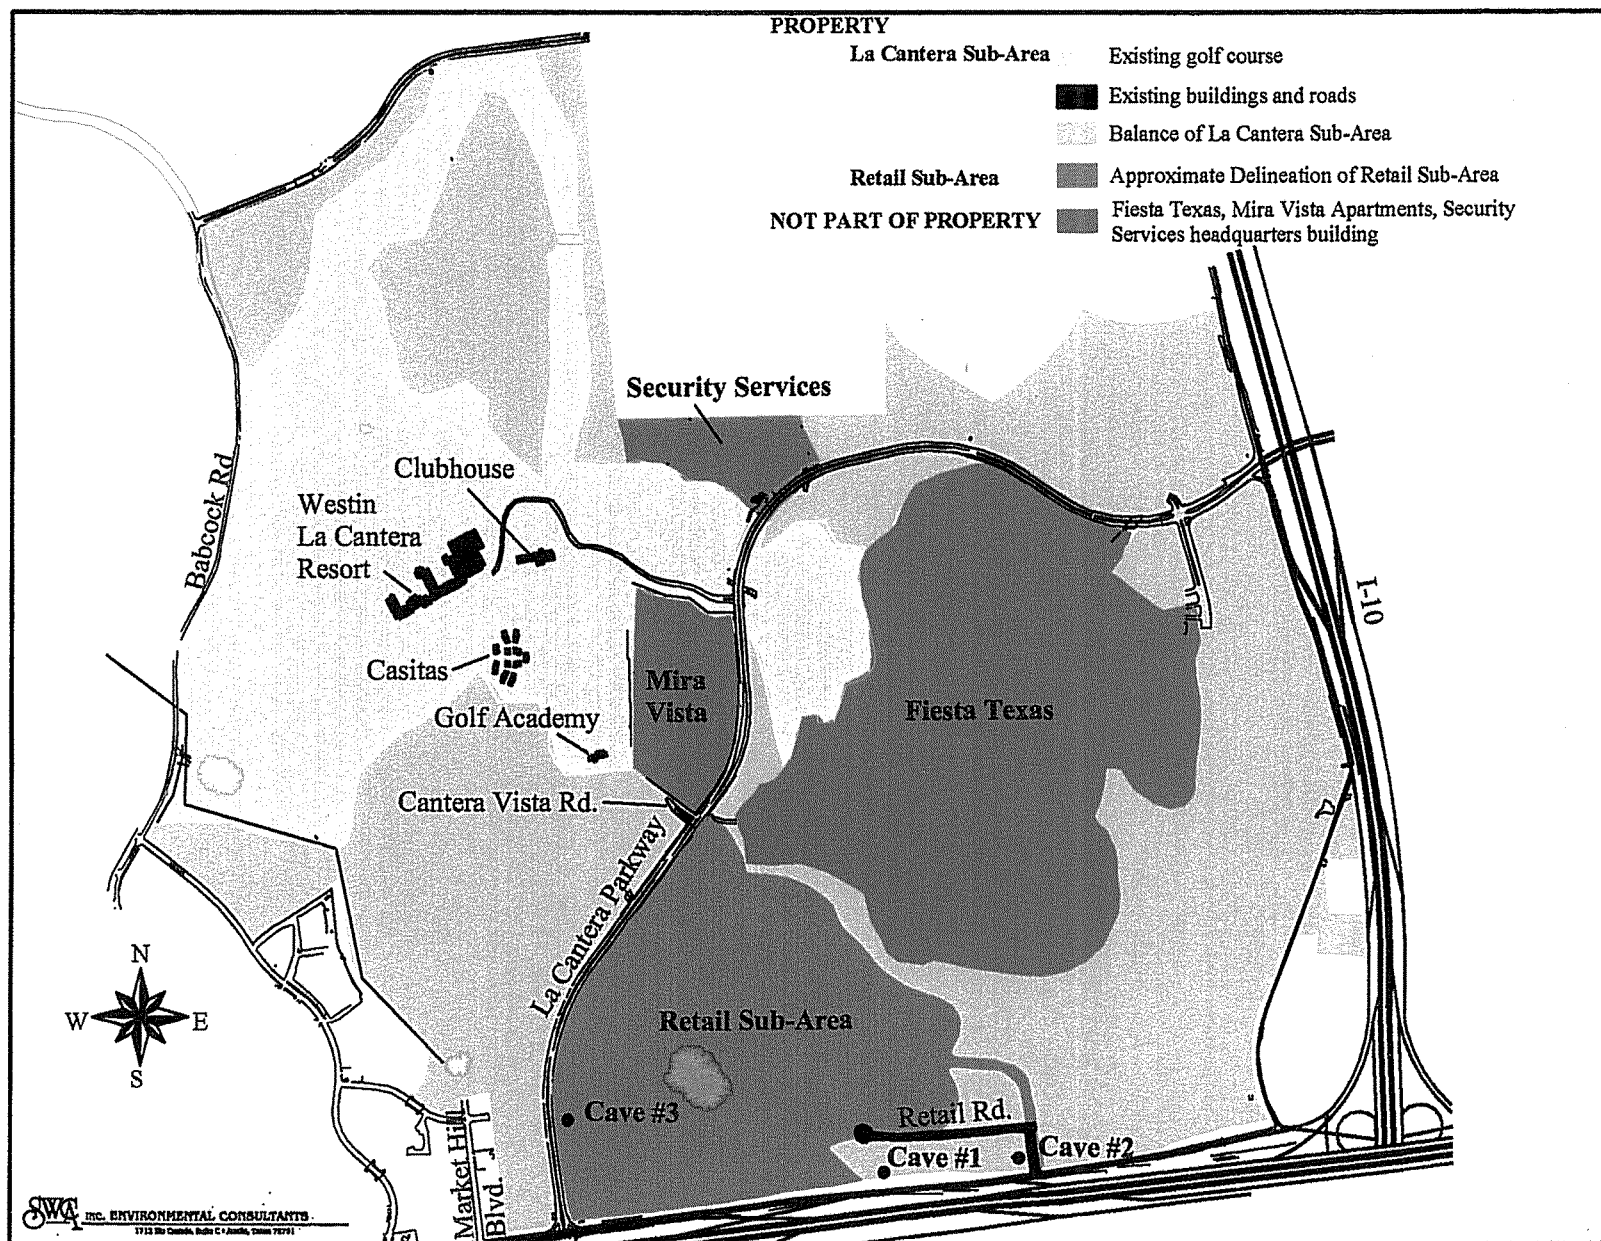 PROPERTY
La Cantera Sub-Area
Existing golf course
Existing buildings and roads
Balance of La Cantera Sub-Area
Retail Sub-Area
Approximate Delineation of Retail Sub-Area
NOT PART OF PROPERTY
Fiesta Texas, Mira Vista Apartments, Security
Services headquarters building
Security Services
Clubhouse
Westin
La Cantera
Resort
Babcock Rd
I-10
Casitas
Mira
Vista
Fiesta Texas
Golf Academy
Cantera Vista Rd.
La Cantera Parkway
N
W
E
S
Retail Sub-Area
Cave #3
Retail Rd.
Cave #1
Cave #2
Market Hill
Blvd.
SWCA INC. ENVIRONMENTAL CONSULTANTS